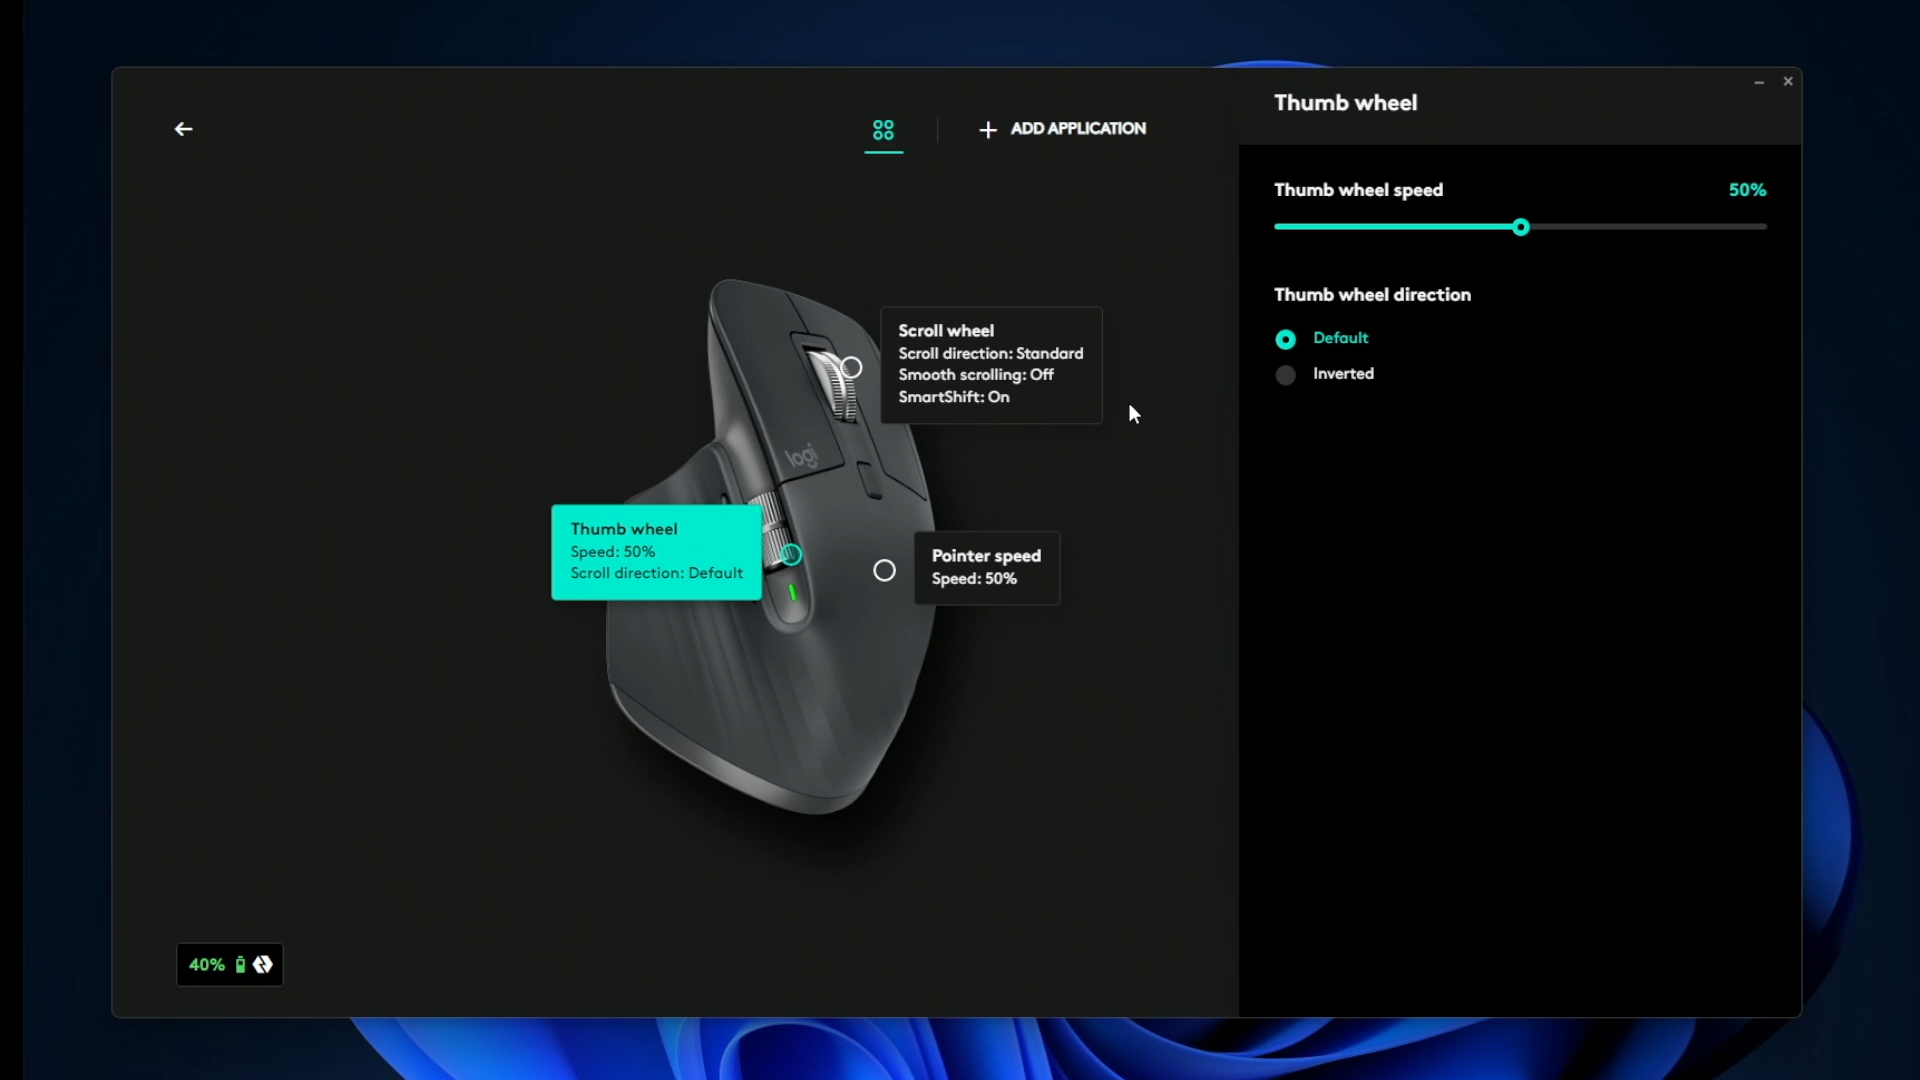 Thumb wheel
ADD APPLICATION
Thumb wheel speed
50%
Thumb wheel direction
Default
Inverted
Scroll wheel
Scroll direction: Standard
Smooth scrolling: Off
SmartShift: On
logi
Thumb wheel
Speed: 50%
Scroll direction: Default
Pointer speed
Speed: 50%
40%